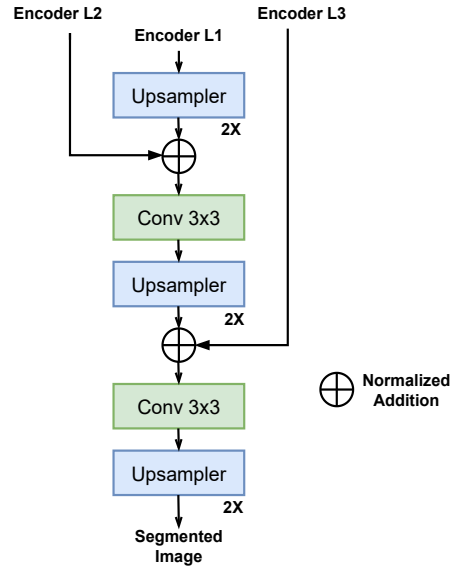 Encoder L2
Encoder L3
Encoder L1
Upsampler
2X
Conv 3x3
Upsampler
2X
Normalized
Addition
Conv 3x3
Upsampler
2X
Segmented
Image